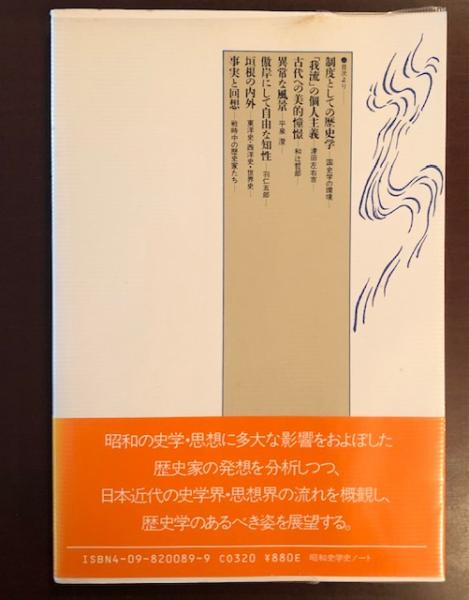 ●目次より——
制度としての歴史学——国史学の環境—
「我流」の個人主義——津田左右吉—
古代への美的憧憬——和辻哲郎—
異常な風景——平泉 澄—
傲岸にして自由な知性——羽仁五郎—
垣根の内外——東洋史・西洋史・世界史—
事実と回想——戦時中の歴史家たち—
昭和の史学・思想に多大な影響をおよぼした
歴史家の発想を分析しつつ、
日本近代の史学界・思想界の流れを概観し、
歴史学のあるべき姿を展望する。
ISBN4-09-820089-9 C0320 ¥880E 昭和史学史ノート